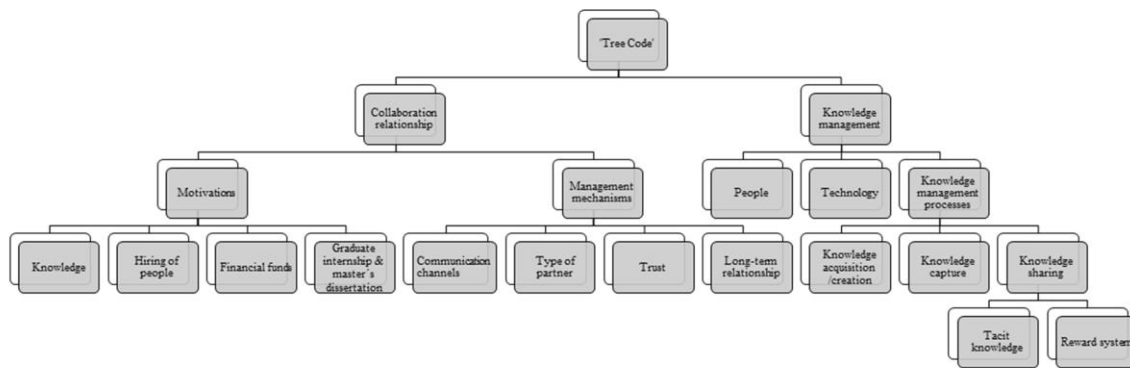 'Tree Code'
Collaboration
relationship
Knowledge
management
Motivations
Management
mechanisms
People
Technology
Knowledge
management
processes
Knowledge
Hiring of
people
Financial funds
Graduate
internship &
master´s
dissertation
Communication
channels
Type of
partner
Trust
Long-term
relationship
Knowledge
acquisition
/creation
Knowledge
capture
Knowledge
sharing
Tacit
knowledge
Reward system